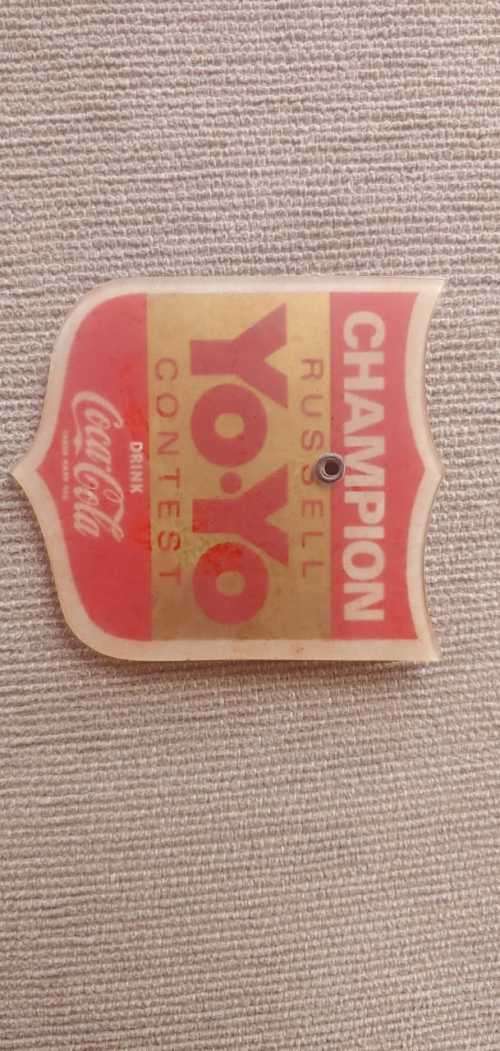 CHAMPION
RUSSELL
YO·YO
CONTEST
DRINK
Coca-Cola